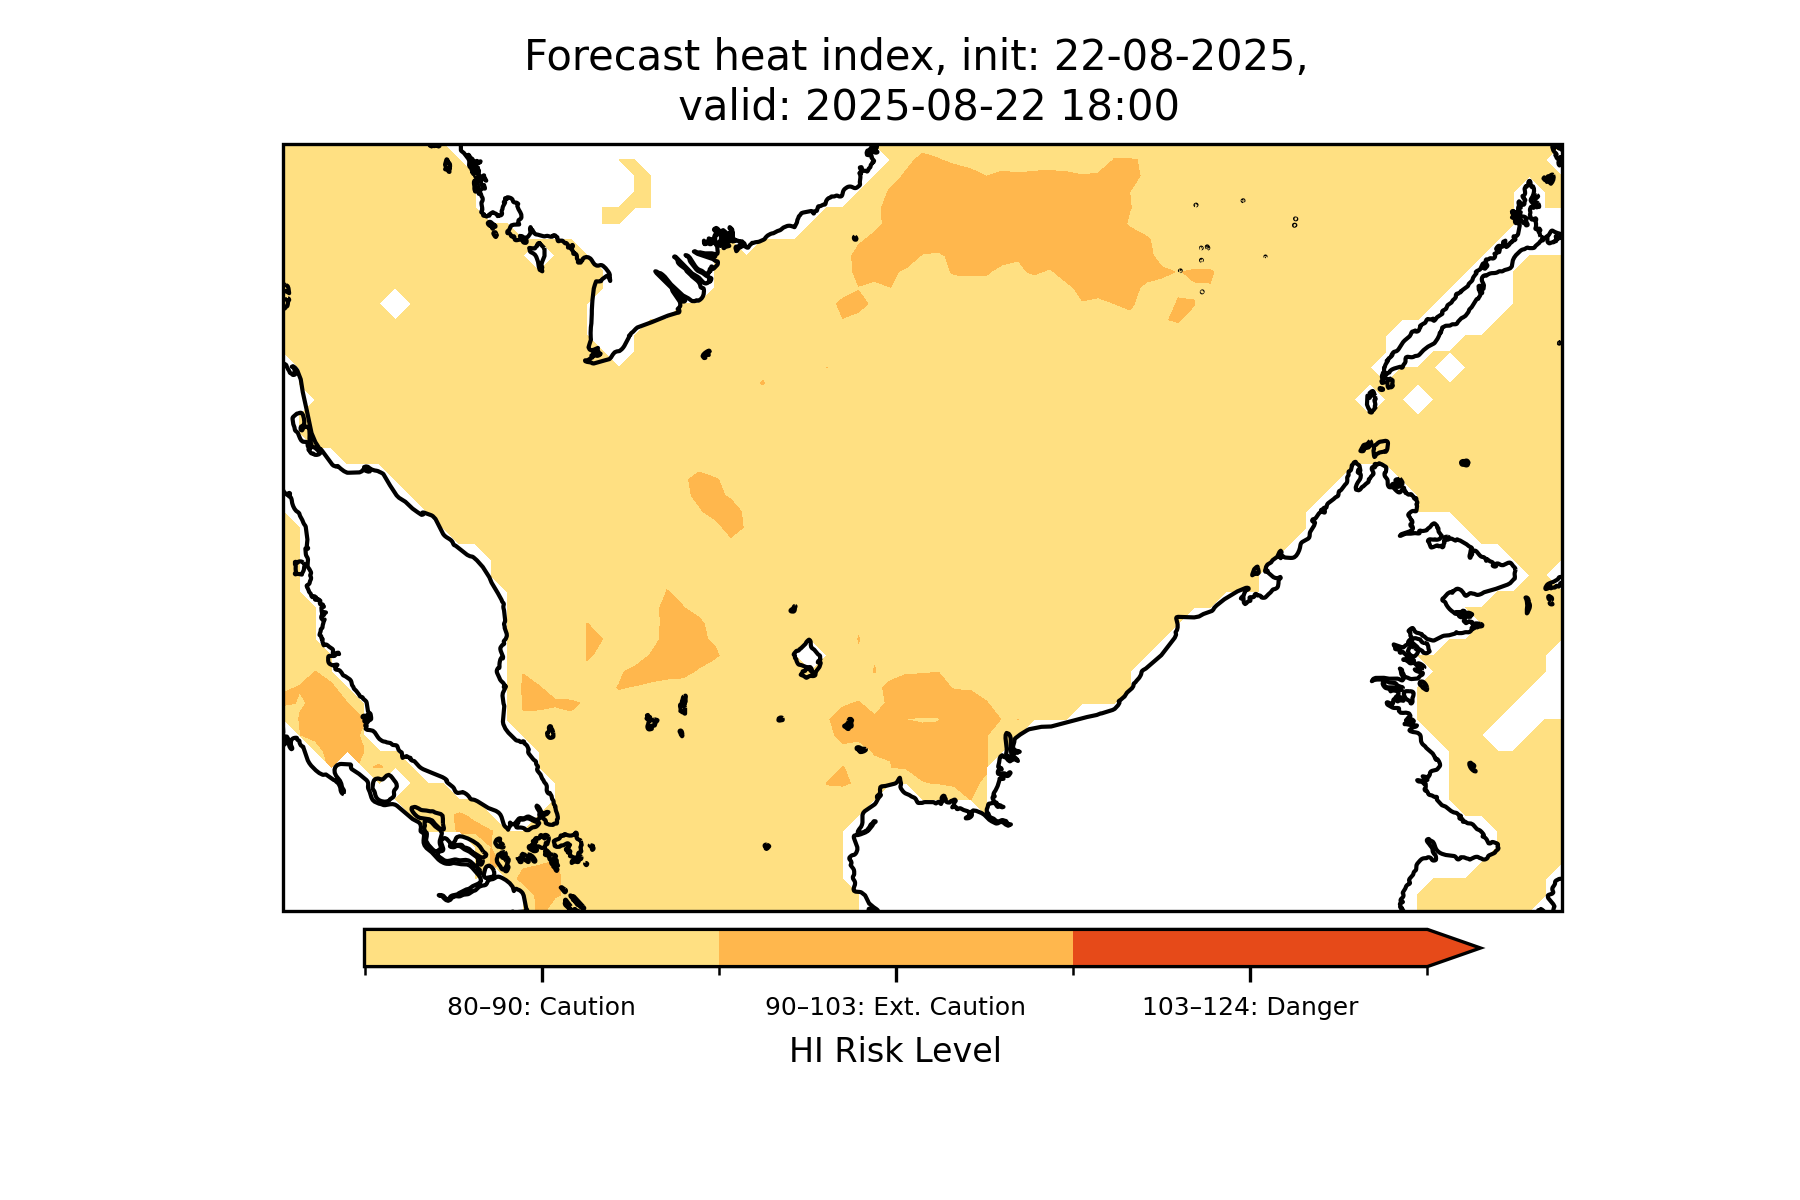 Forecast heat index, init: 22-08-2025,
valid: 2025-08-22 18:00
80–90: Caution
90–103: Ext. Caution
103–124: Danger
HI Risk Level